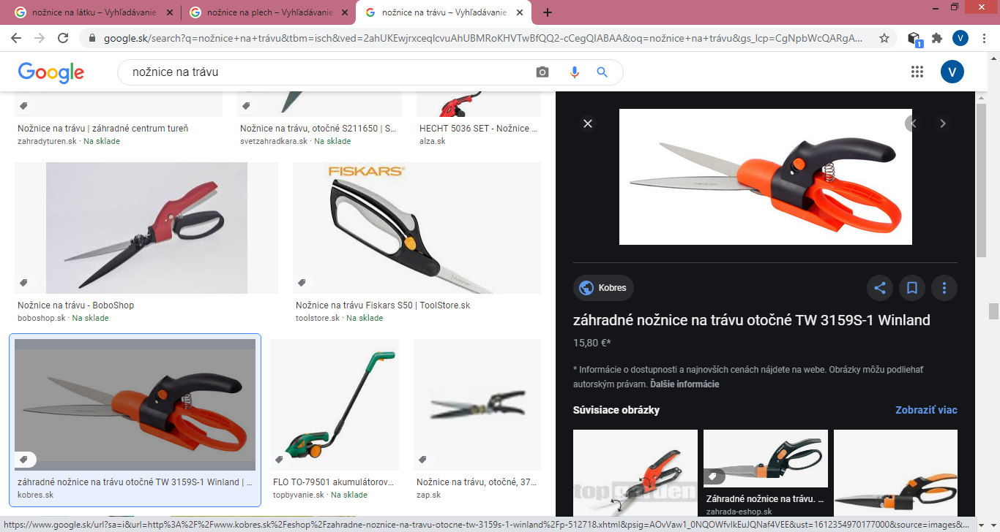 nožnice na látku – Vyhľadávanie
nožnice na plech – Vyhľadávanie
nožnice na trávu – Vyhľadávanie
google.sk/search?q=nožnice+na+trávu&tbm=isch&ved=2ahUKEwjrxceqlcvuAhUBMRoKHVTwBfQQ2-cCegQIABAA&oq=nožnice+na+trávu&gs_lcp=CgNpbWcQARgA...
1
V
Google
nožnice na trávu
V
Nožnice na trávu | záhradné centrum tureň
zahradyturen.sk · Na sklade
Nožnice na trávu, otočné S211650 | S...
svetzahradkara.sk · Na sklade
HECHT 5036 SET - Nožnice ...
alza.sk
FISKARS
Nožnice na trávu - BoboShop
boboshop.sk · Na sklade
Nožnice na trávu Fiskars S50 | ToolStore.sk
toolstore.sk · Na sklade
záhradné nožnice na trávu otočné TW 3159S-1 Winland | ...
kobres.sk
FLO TO-79501 akumulátorov...
topbyvanie.sk · Na sklade
Nožnice na trávu, otočné, 37...
zap.sk
Kobres
záhradné nožnice na trávu otočné TW 3159S-1 Winland
15,80 €*
* Informácie o dostupnosti a najnovších cenách nájdete na webe. Obrázky môžu podliehať
autorským právam. Ďalšie informácie
Súvisiace obrázky
Zobraziť viac
top garden
Záhradné nožnice na trávu. ...
zahrada-eshop.sk
https://www.google.sk/url?sa=i&url=http%3A%2F%2Fwww.kobres.sk%2Feshop%2Fzahradne-noznice-na-travu-otocne-tw-3159s-1-winland%2Fp-512718.xhtml&psig=AOvVaw1_0NQOWfvIkEuJQNaf4VEE&ust=1612354970177000&source=images&...